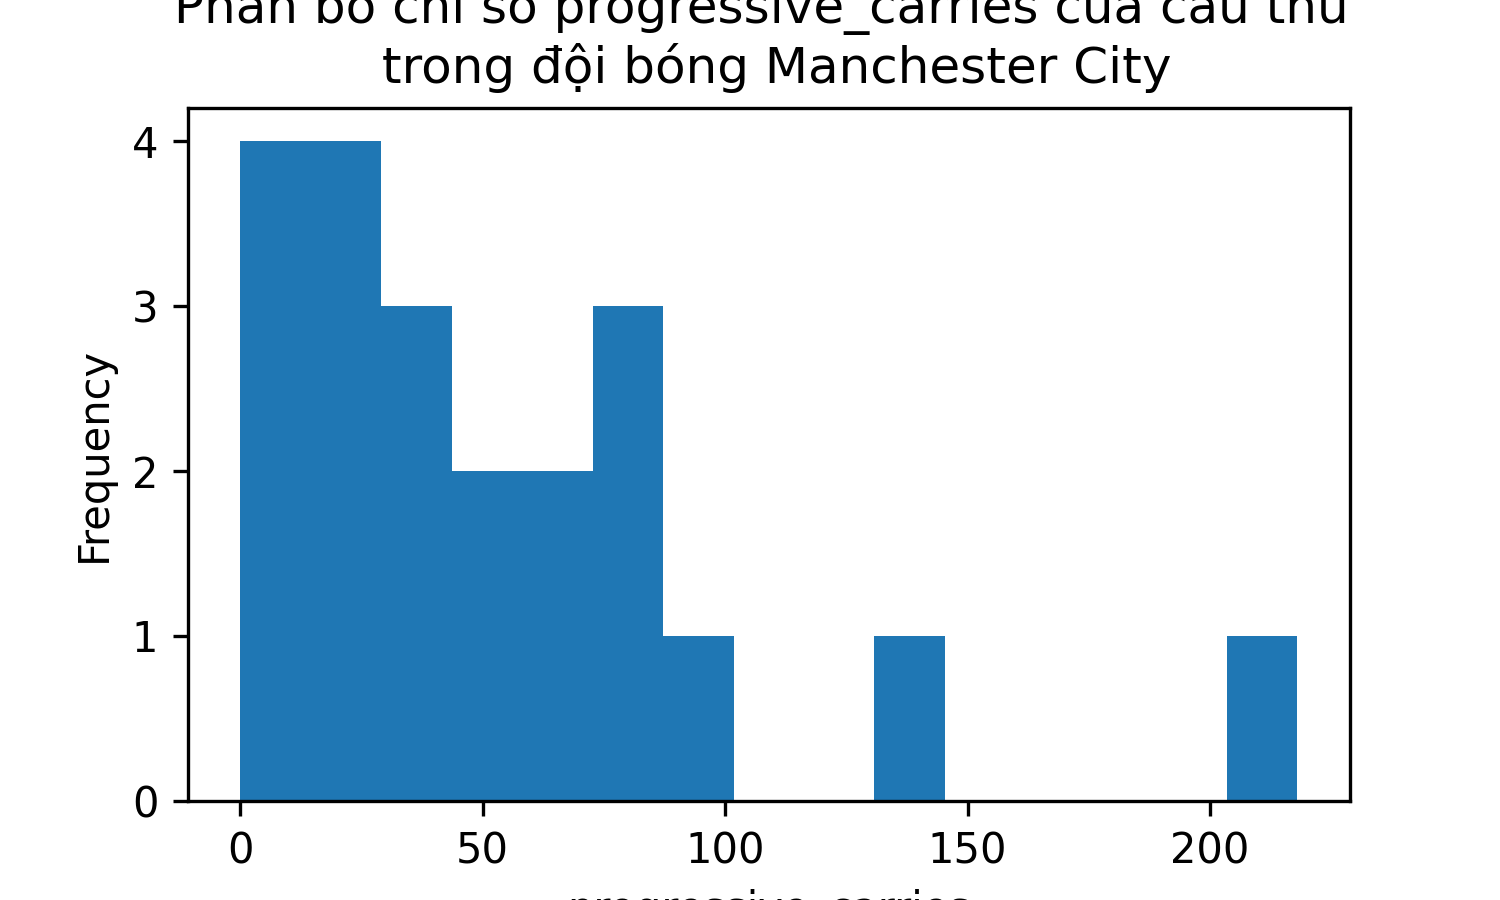 Phân bố chỉ số progressive_carries của cầu thủ
trong đội bóng Manchester City
Frequency
4
3
2
1
0
0 50 100 150 200
progressive_carries